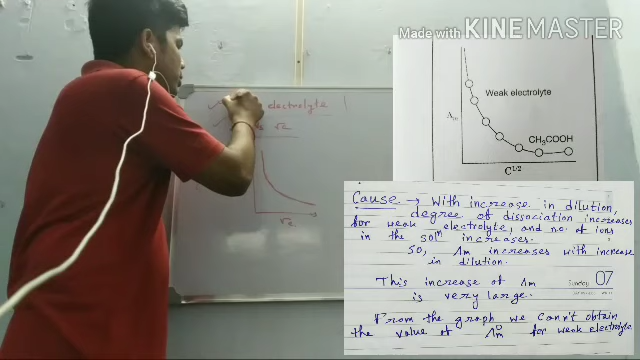 Made with KINEMASTER
electrolyte
√c
Weak electrolyte
Λm
CH₃COOH
C1/2
√c
Cause → With increase in dilution,
degree of dissociation increases
for weak electrolyte, and no. of ions
in the solⁿ increases.
So, Λm increases with increase
in dilution.
This increase of Λm
is very large.
Sunday 07
From the graph we can't obtain
the value of Λ°m for weak electrolyte